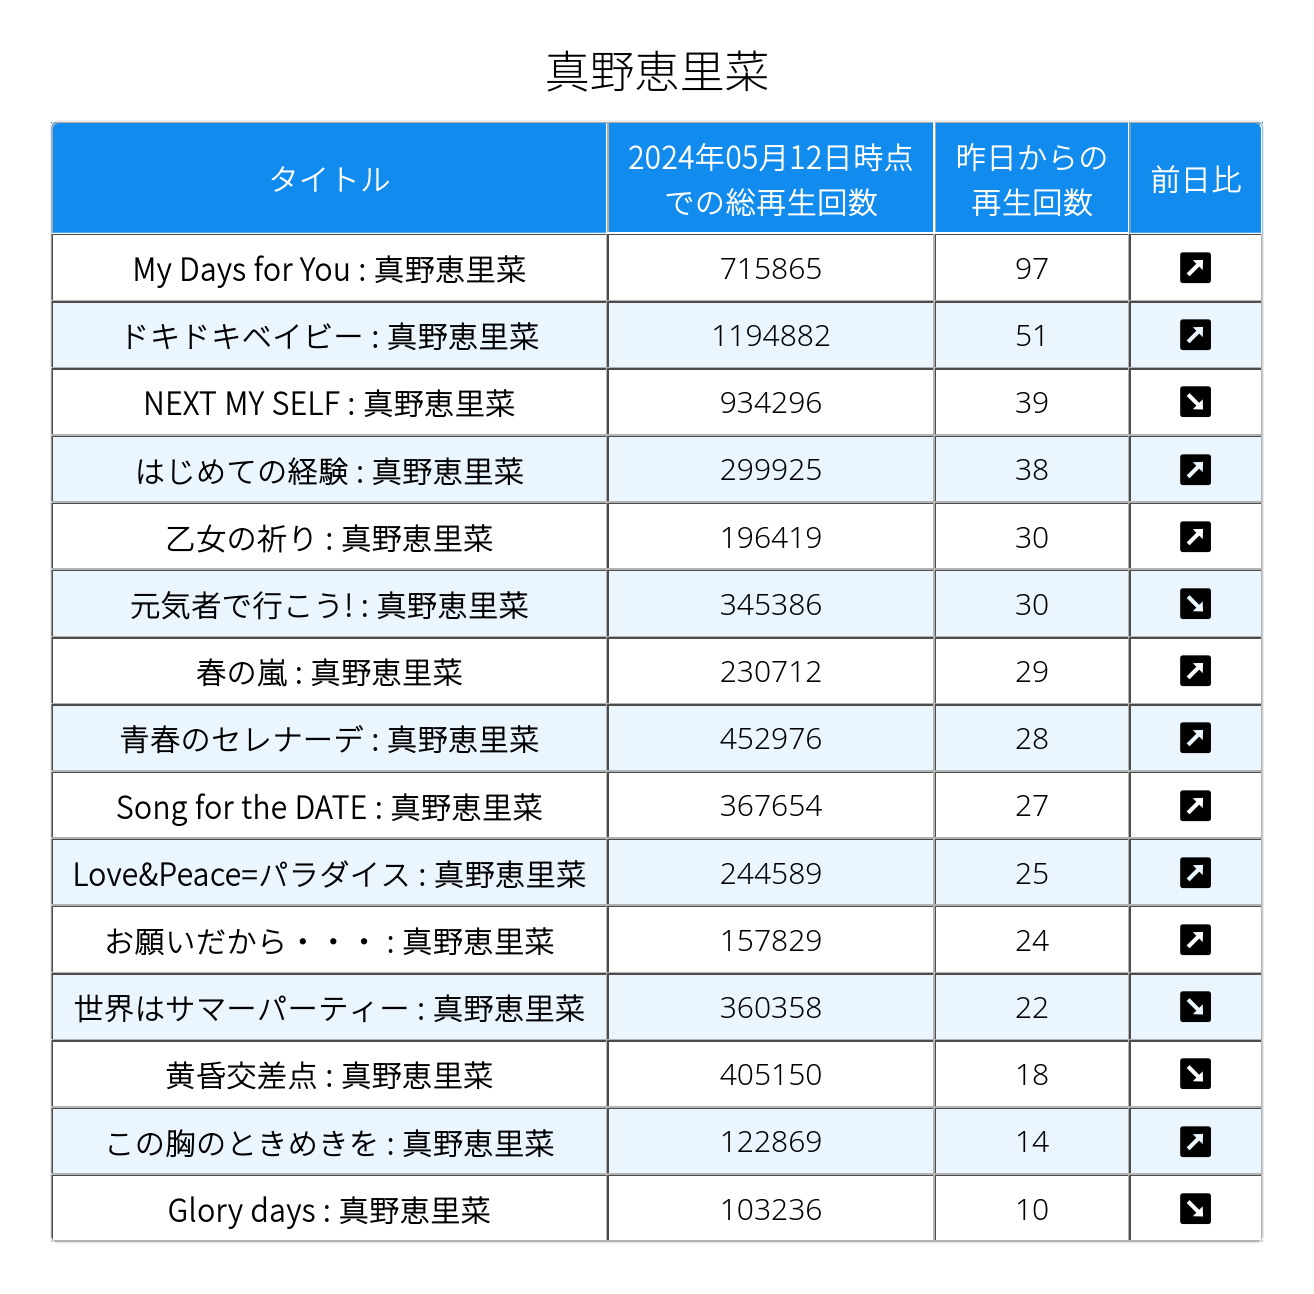 真野恵里菜
タイトル 2024年05月12日時点での総再生回数 昨日からの再生回数 前日比
My Days for You : 真野恵里菜 715865 97 ↗
ドキドキベイビー : 真野恵里菜 1194882 51 ↗
NEXT MY SELF : 真野恵里菜 934296 39 ↘
はじめての経験 : 真野恵里菜 299925 38 ↗
乙女の祈り : 真野恵里菜 196419 30 ↗
元気者で行こう! : 真野恵里菜 345386 30 ↘
春の嵐 : 真野恵里菜 230712 29 ↗
青春のセレナーデ : 真野恵里菜 452976 28 ↗
Song for the DATE : 真野恵里菜 367654 27 ↗
Love&Peace=パラダイス : 真野恵里菜 244589 25 ↗
お願いだから・・・ : 真野恵里菜 157829 24 ↗
世界はサマーパーティー : 真野恵里菜 360358 22 ↘
黄昏交差点 : 真野恵里菜 405150 18 ↘
この胸のときめきを : 真野恵里菜 122869 14 ↗
Glory days : 真野恵里菜 103236 10 ↘